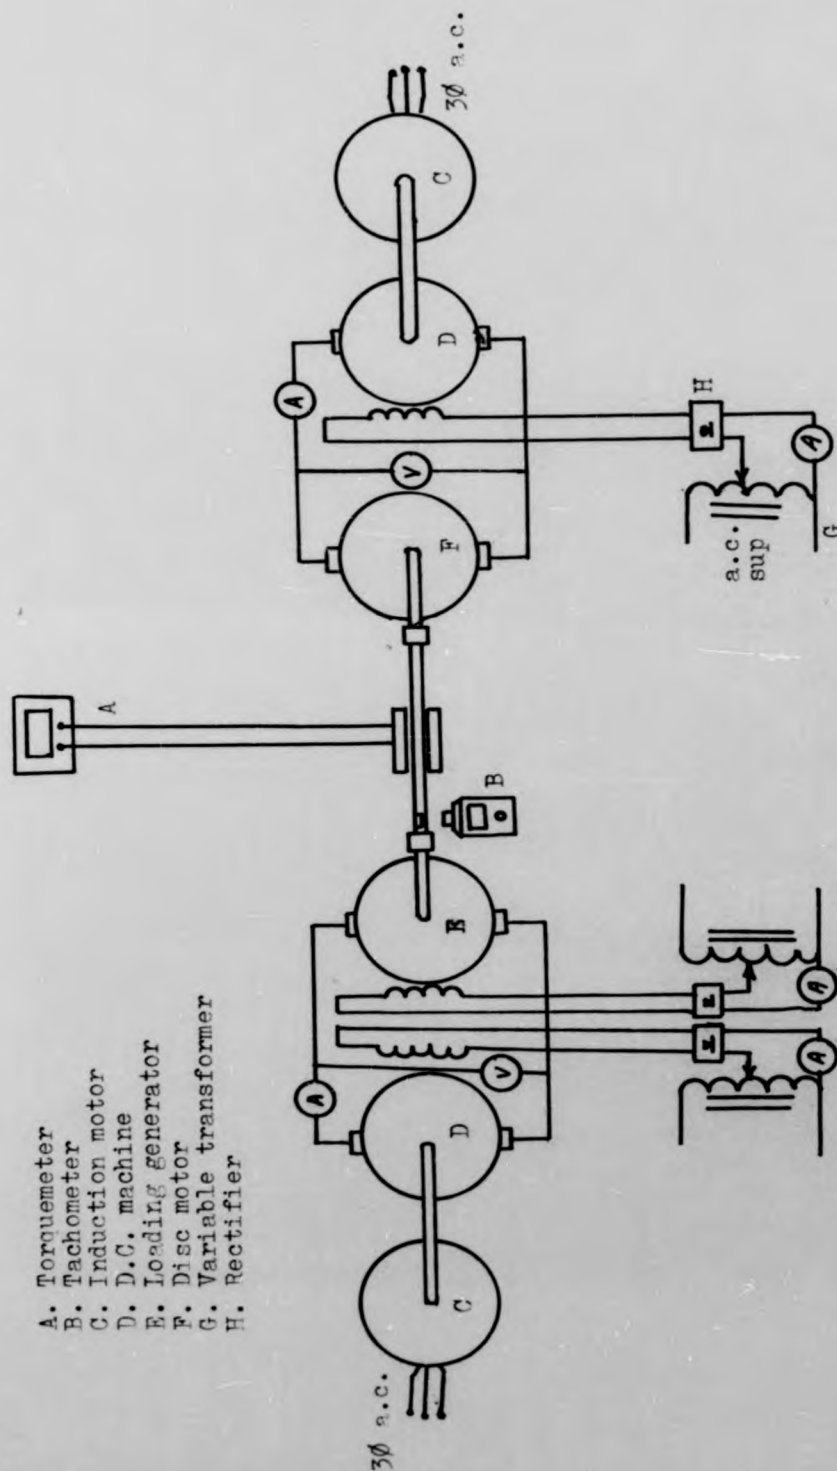 A. Torquemeter
B. Tachometer
C. Induction motor
D. D.C. machine
E. Loading generator
F. Disc motor
G. Variable transformer
H. Rectifier
A
B
3Ø a.c.
C
D
A
V
E
F
V
A
D
C
3Ø a.c.
A
A
a.c.
sup
G
H
A